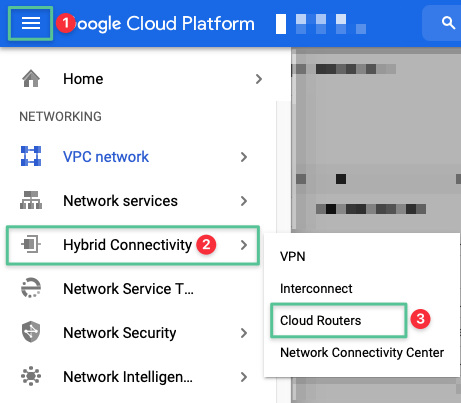 1 oogle Cloud Platform
Home
NETWORKING
VPC network
Network services
Hybrid Connectivity 2
VPN
Interconnect
Network Service T...
Cloud Routers 3
Network Security
Network Connectivity Center
Network Intelligen...